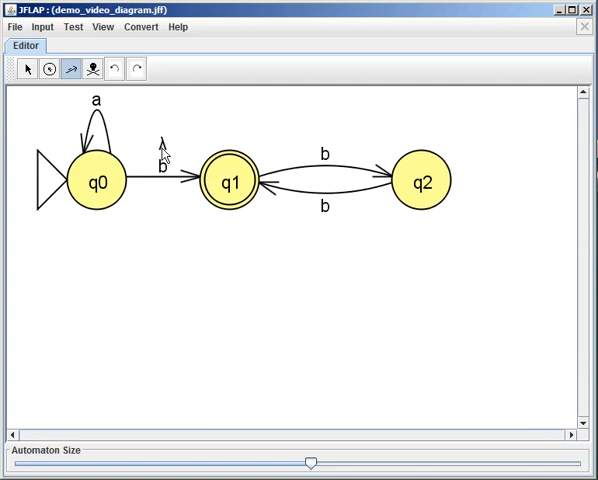 JFLAP : (demo_video_diagram.jff)
File Input Test View Convert Help
Editor
a
λ
b
b
q0
q1
q2
b
Automaton Size